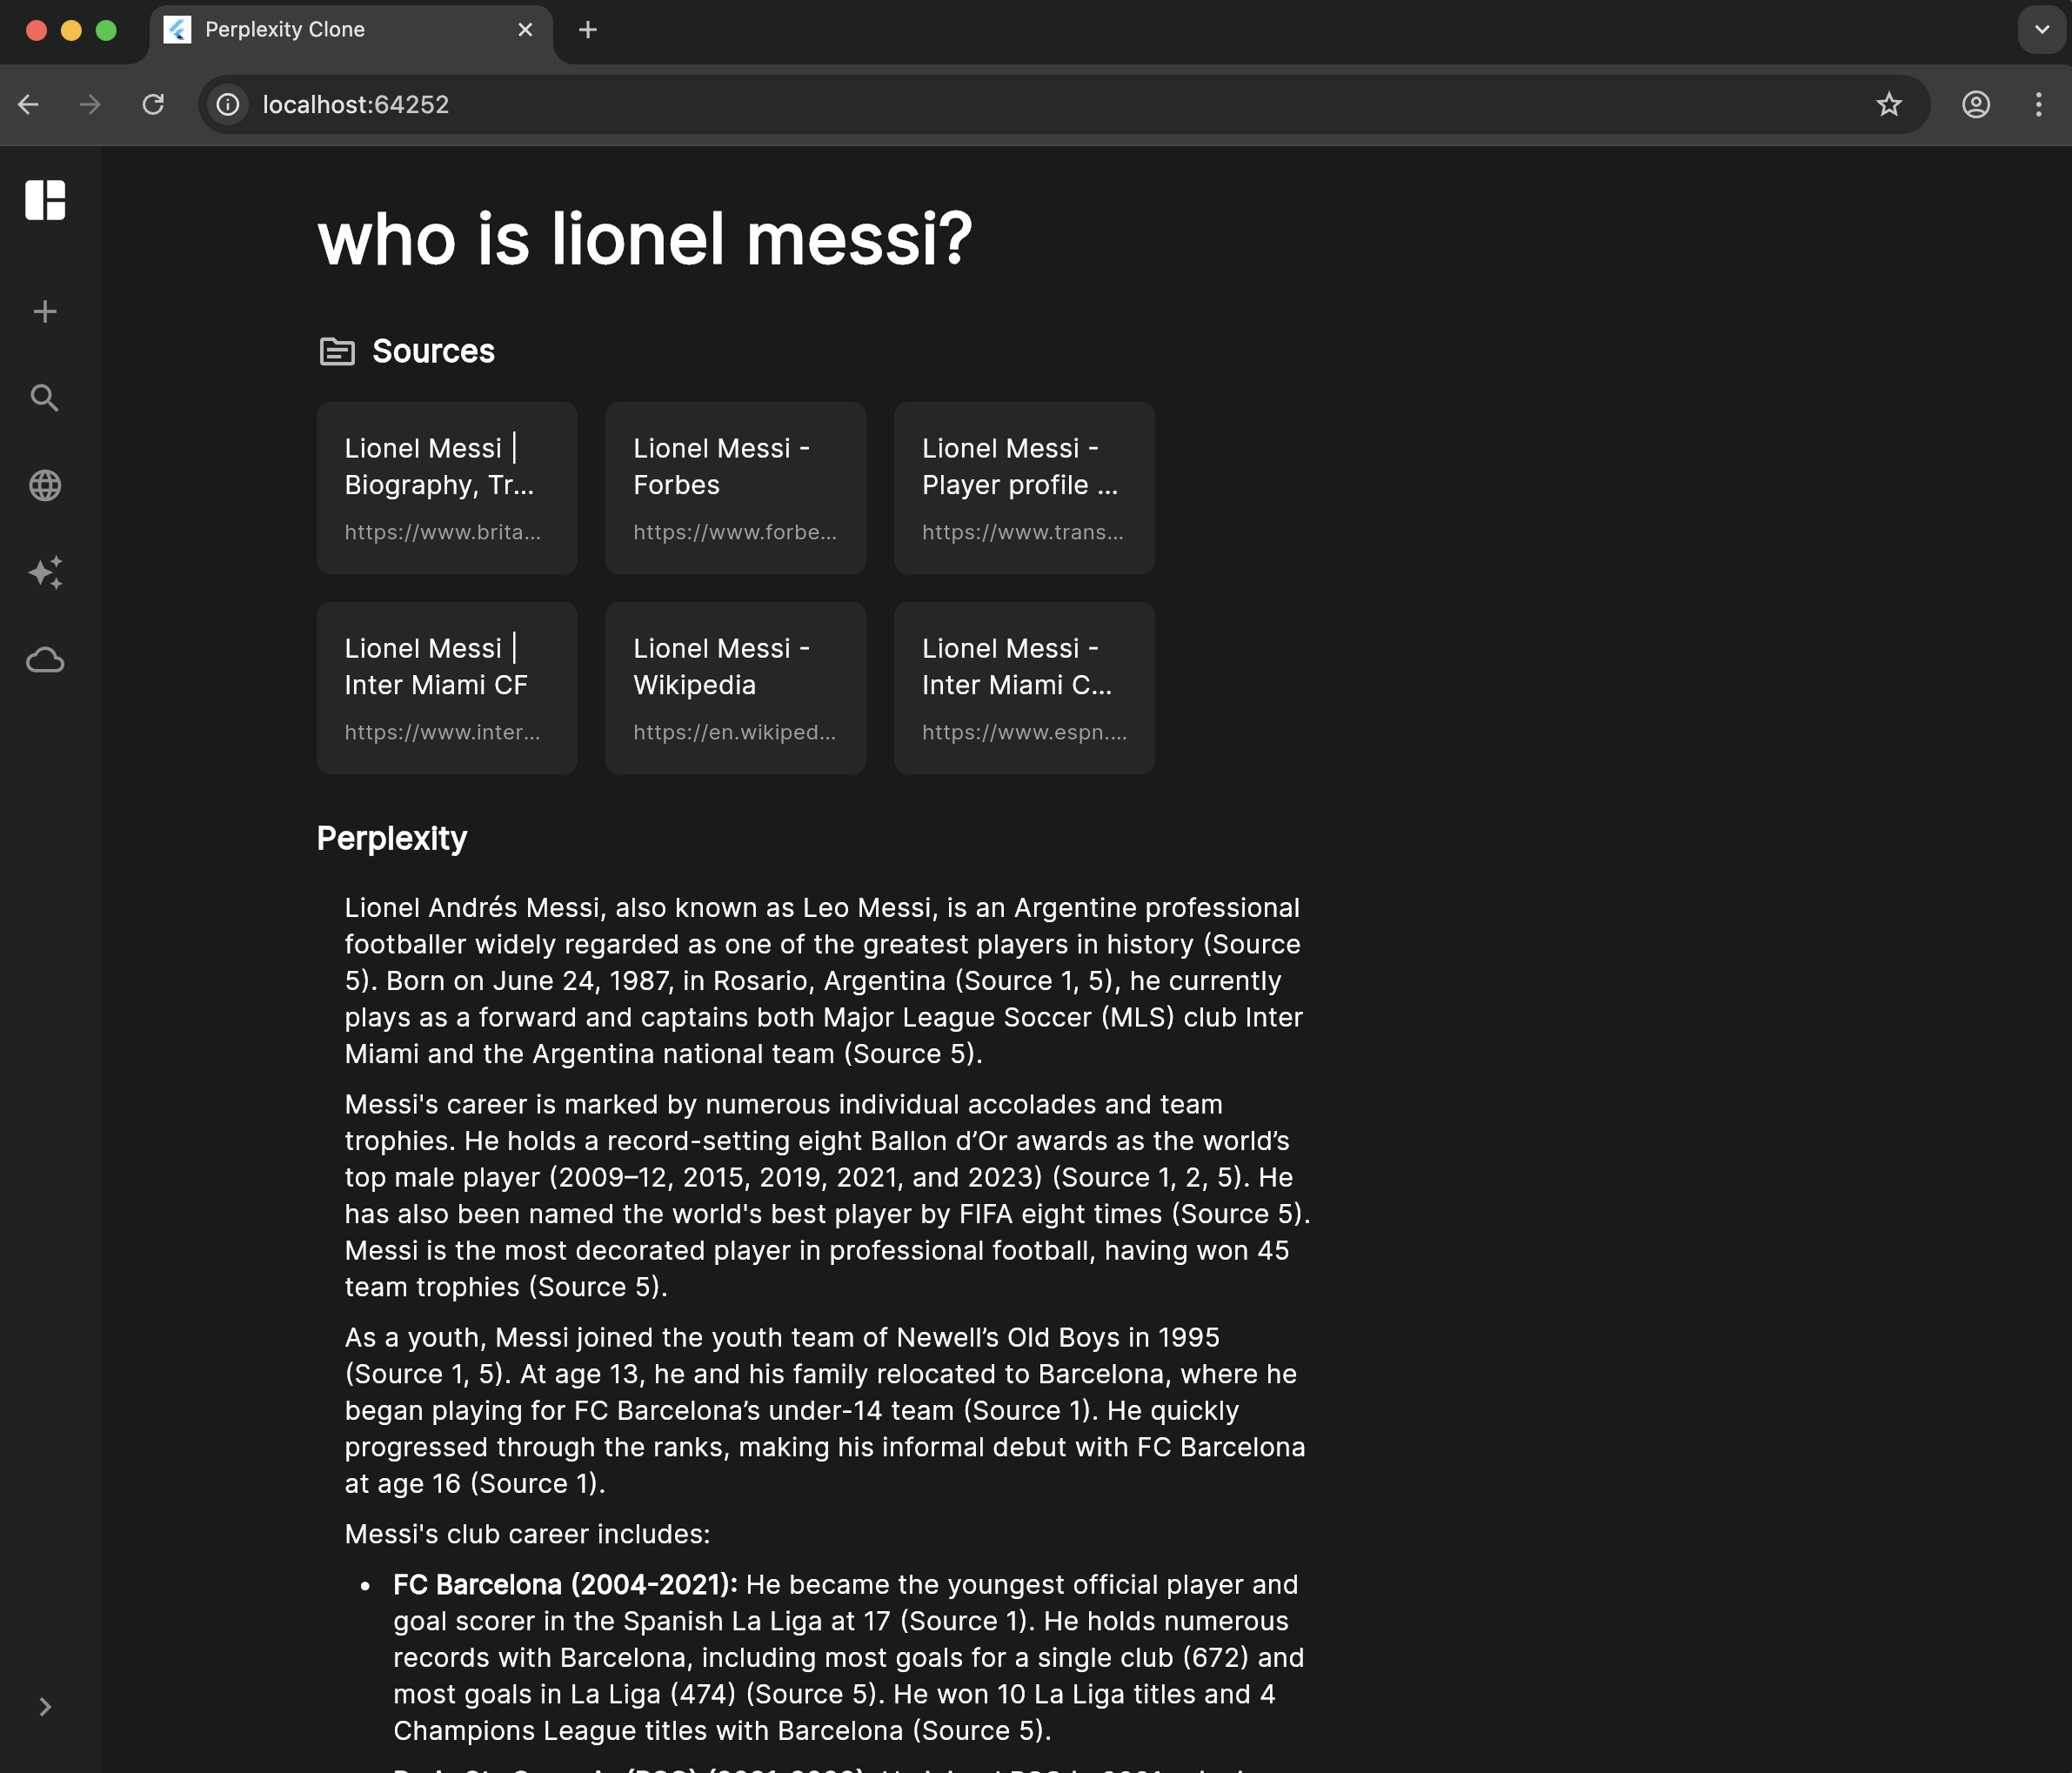 Perplexity Clone
localhost:64252
who is lionel messi?
Sources
Lionel Messi |
Biography, Tr...
https://www.brita...
Lionel Messi -
Forbes
https://www.forbe...
Lionel Messi -
Player profile ...
https://www.trans...
Lionel Messi |
Inter Miami CF
https://www.inter...
Lionel Messi -
Wikipedia
https://en.wikiped...
Lionel Messi -
Inter Miami C...
https://www.espn....
Perplexity
Lionel Andrés Messi, also known as Leo Messi, is an Argentine professional
footballer widely regarded as one of the greatest players in history (Source
5). Born on June 24, 1987, in Rosario, Argentina (Source 1, 5), he currently
plays as a forward and captains both Major League Soccer (MLS) club Inter
Miami and the Argentina national team (Source 5).
Messi's career is marked by numerous individual accolades and team
trophies. He holds a record-setting eight Ballon d’Or awards as the world’s
top male player (2009–12, 2015, 2019, 2021, and 2023) (Source 1, 2, 5). He
has also been named the world's best player by FIFA eight times (Source 5).
Messi is the most decorated player in professional football, having won 45
team trophies (Source 5).
As a youth, Messi joined the youth team of Newell’s Old Boys in 1995
(Source 1, 5). At age 13, he and his family relocated to Barcelona, where he
began playing for FC Barcelona’s under-14 team (Source 1). He quickly
progressed through the ranks, making his informal debut with FC Barcelona
at age 16 (Source 1).
Messi's club career includes:
• FC Barcelona (2004-2021): He became the youngest official player and
goal scorer in the Spanish La Liga at 17 (Source 1). He holds numerous
records with Barcelona, including most goals for a single club (672) and
most goals in La Liga (474) (Source 5). He won 10 La Liga titles and 4
Champions League titles with Barcelona (Source 5).